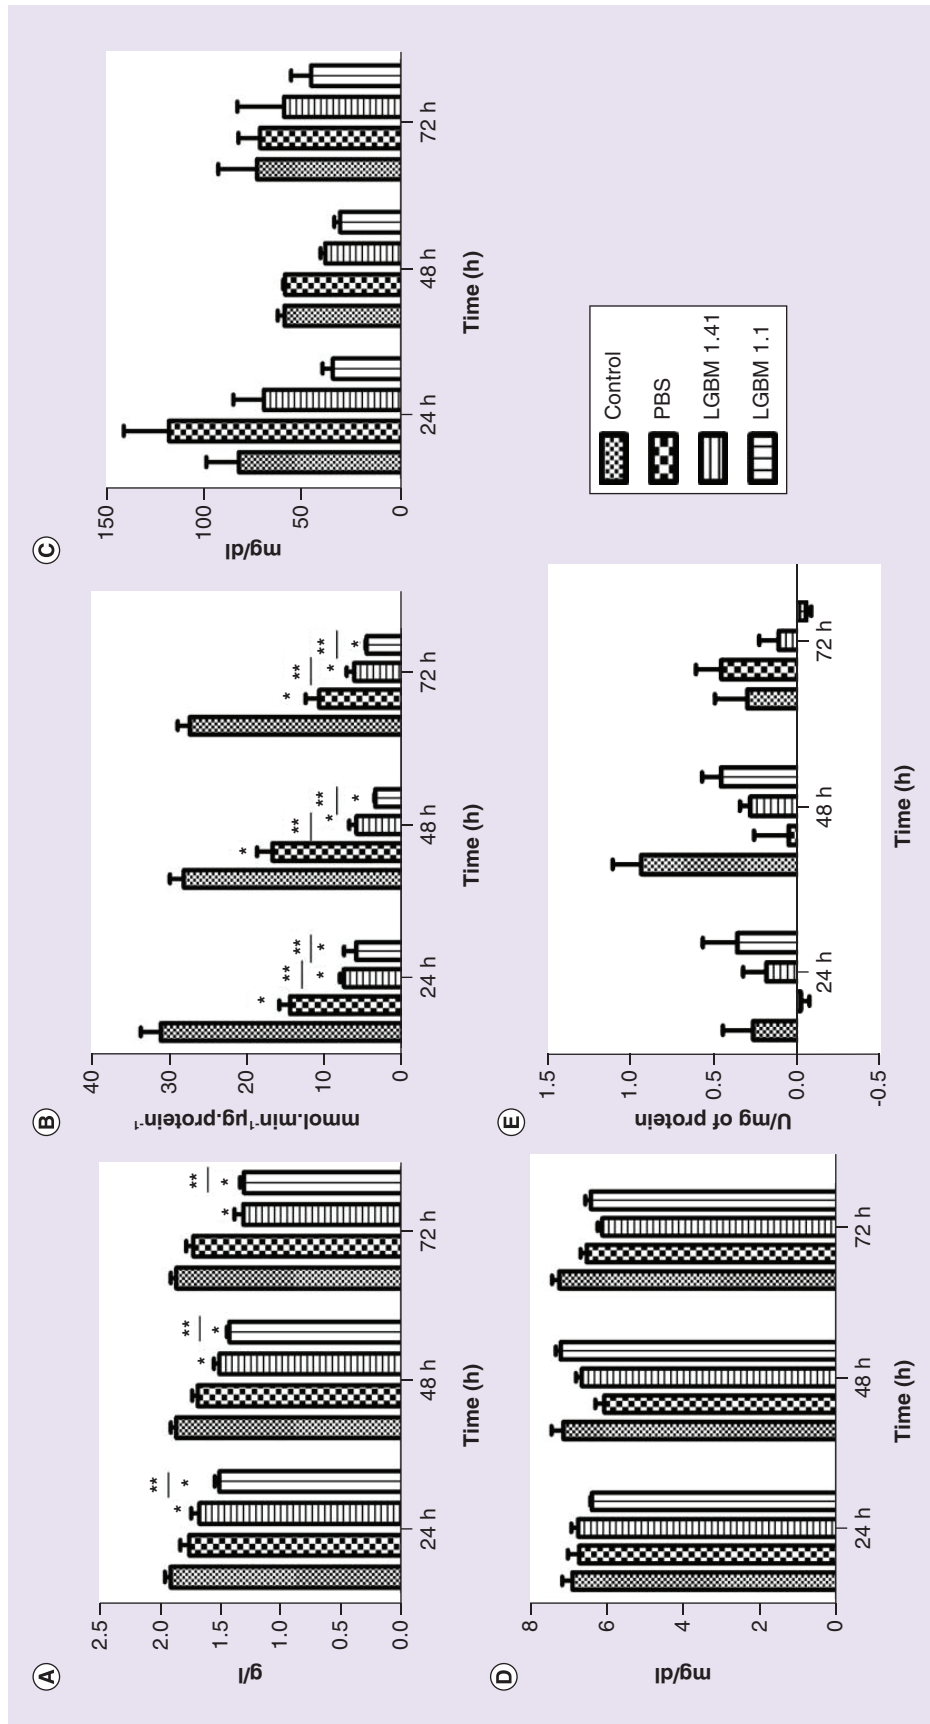 A
g/l
2.5
2.0
1.5
1.0
0.5
0.0
*
**
*
*
**
*
*
**
*
24 h
48 h
72 h
Time (h)
B
mmol.min⁻¹µg.protein⁻¹
40
30
20
10
0
*
**
*
**
*
*
**
*
**
*
*
**
*
**
*
24 h
48 h
72 h
Time (h)
C
mg/dl
150
100
50
0
24 h
48 h
72 h
Time (h)
D
mg/dl
8
6
4
2
0
24 h
48 h
72 h
Time (h)
E
U/mg of protein
1.5
1.0
0.5
0.0
-0.5
24 h
48 h
72 h
Time (h)
Control
PBS
LGBM 1.41
LGBM 1.1